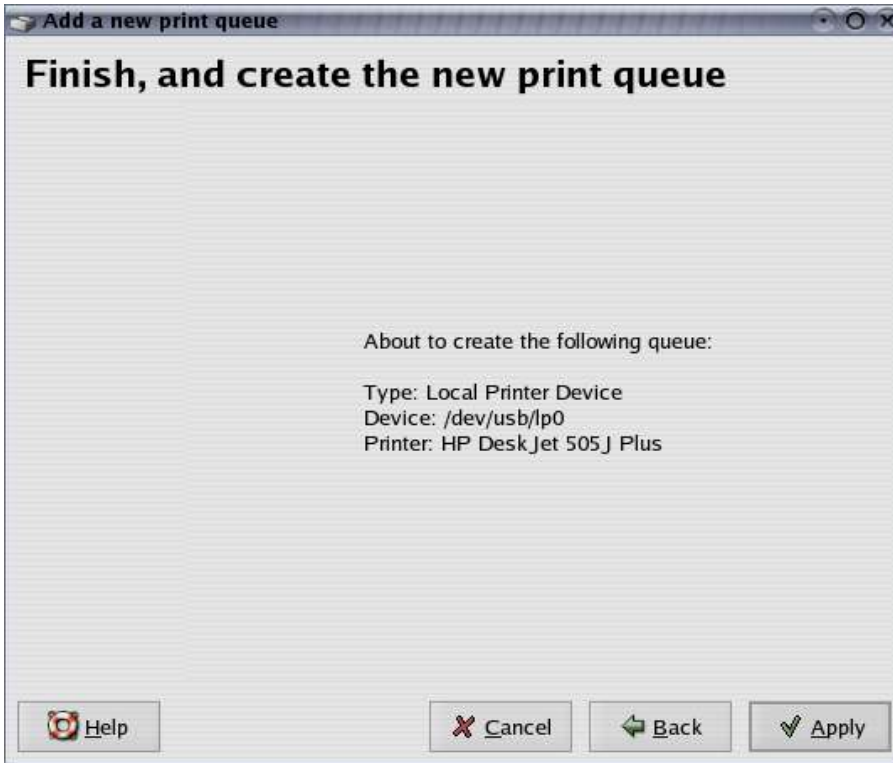 Add a new print queue
Finish, and create the new print queue
About to create the following queue:
Type: Local Printer Device
Device: /dev/usb/lp0
Printer: HP DeskJet 505J Plus
Help
Cancel
Back
Apply